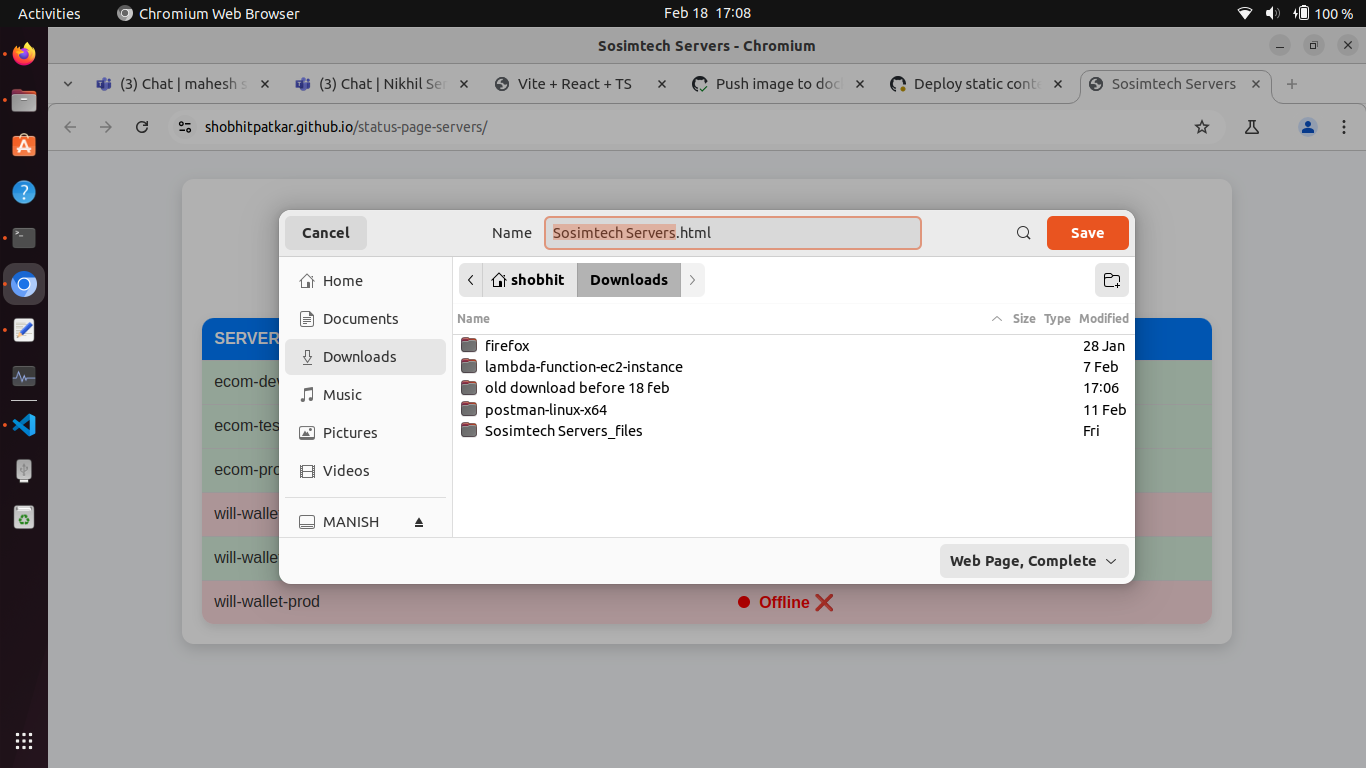 Activities Chromium Web Browser Feb 18 17:08 100 %
Sosimtech Servers - Chromium
(3) Chat | mahesh s (3) Chat | Nikhil Ser Vite + React + TS Push image to doc Deploy static conte Sosimtech Servers
shobhitpatkar.github.io/status-page-servers/
Cancel Name Sosimtech Servers.html Save
Home shobhit Downloads
Documents Name Size Type Modified
Downloads firefox 28 Jan
lambda-function-ec2-instance 7 Feb
Music old download before 18 feb 17:06
postman-linux-x64 11 Feb
Pictures Sosimtech Servers_files Fri
Videos
MANISH
Web Page, Complete
SERVER
ecom-de
ecom-tes
ecom-pro
will-walle
will-walle
will-wallet-prod Offline